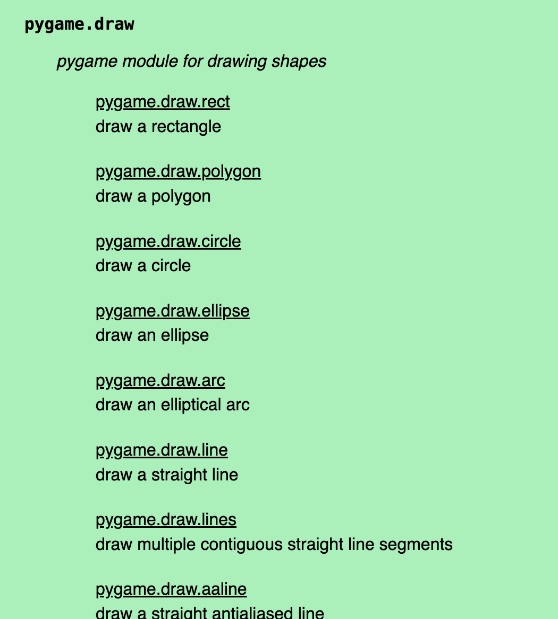 pygame.draw
pygame module for drawing shapes
pygame.draw.rect
draw a rectangle
pygame.draw.polygon
draw a polygon
pygame.draw.circle
draw a circle
pygame.draw.ellipse
draw an ellipse
pygame.draw.arc
draw an elliptical arc
pygame.draw.line
draw a straight line
pygame.draw.lines
draw multiple contiguous straight line segments
pygame.draw.aaline
draw a straight antialiased line